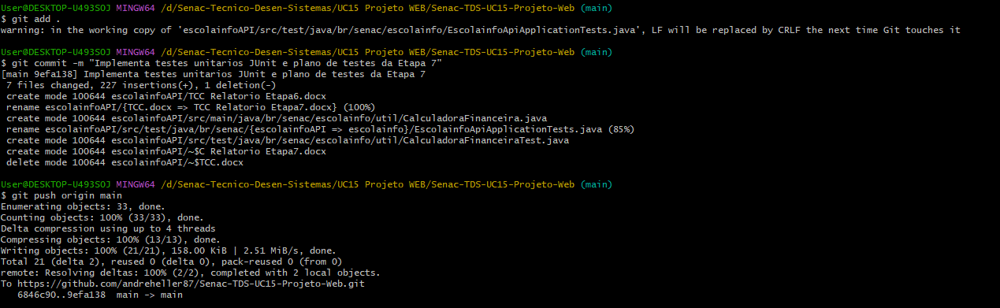 User@DESKTOP-U493SOJ MINGW64 /d/Senac-Tecnico-Desen-Sistemas/UC15 Projeto WEB/Senac-TDS-UC15-Projeto-Web (main)
$ git add .
warning: in the working copy of 'escolainfoAPI/src/test/java/br/senac/escolainfo/EscolainfoApiApplicationTests.java', LF will be replaced by CRLF the next time Git touches it
User@DESKTOP-U493SOJ MINGW64 /d/Senac-Tecnico-Desen-Sistemas/UC15 Projeto WEB/Senac-TDS-UC15-Projeto-Web (main)
$ git commit -m "Implementa testes unitarios JUnit e plano de testes da Etapa 7"
[main 9efa138] Implementa testes unitarios JUnit e plano de testes da Etapa 7
7 files changed, 227 insertions(+), 1 deletion(-)
create mode 100644 escolainfoAPI/TCC Relatorio Etapa6.docx
rename escolainfoAPI/{TCC.docx => TCC Relatorio Etapa7.docx} (100%)
create mode 100644 escolainfoAPI/src/main/java/br/senac/escolainfo/util/CalculadoraFinanceira.java
rename escolainfoAPI/src/test/java/br/senac/{escolainfoAPI => escolainfo}/EscolainfoApiApplicationTests.java (85%)
create mode 100644 escolainfoAPI/src/test/java/br/senac/escolainfo/util/CalculadoraFinanceiraTest.java
create mode 100644 escolainfoAPI/~$C Relatorio Etapa7.docx
delete mode 100644 escolainfoAPI/~$TCC.docx
User@DESKTOP-U493SOJ MINGW64 /d/Senac-Tecnico-Desen-Sistemas/UC15 Projeto WEB/Senac-TDS-UC15-Projeto-Web (main)
$ git push origin main
Enumerating objects: 33, done.
Counting objects: 100% (33/33), done.
Delta compression using up to 4 threads
Compressing objects: 100% (13/13), done.
Writing objects: 100% (21/21), 158.00 KiB | 2.51 MiB/s, done.
Total 21 (delta 2), reused 0 (delta 0), pack-reused 0 (from 0)
remote: Resolving deltas: 100% (2/2), completed with 2 local objects.
To https://github.com/andreheller87/Senac-TDS-UC15-Projeto-Web.git
6846c90..9efa138  main -> main